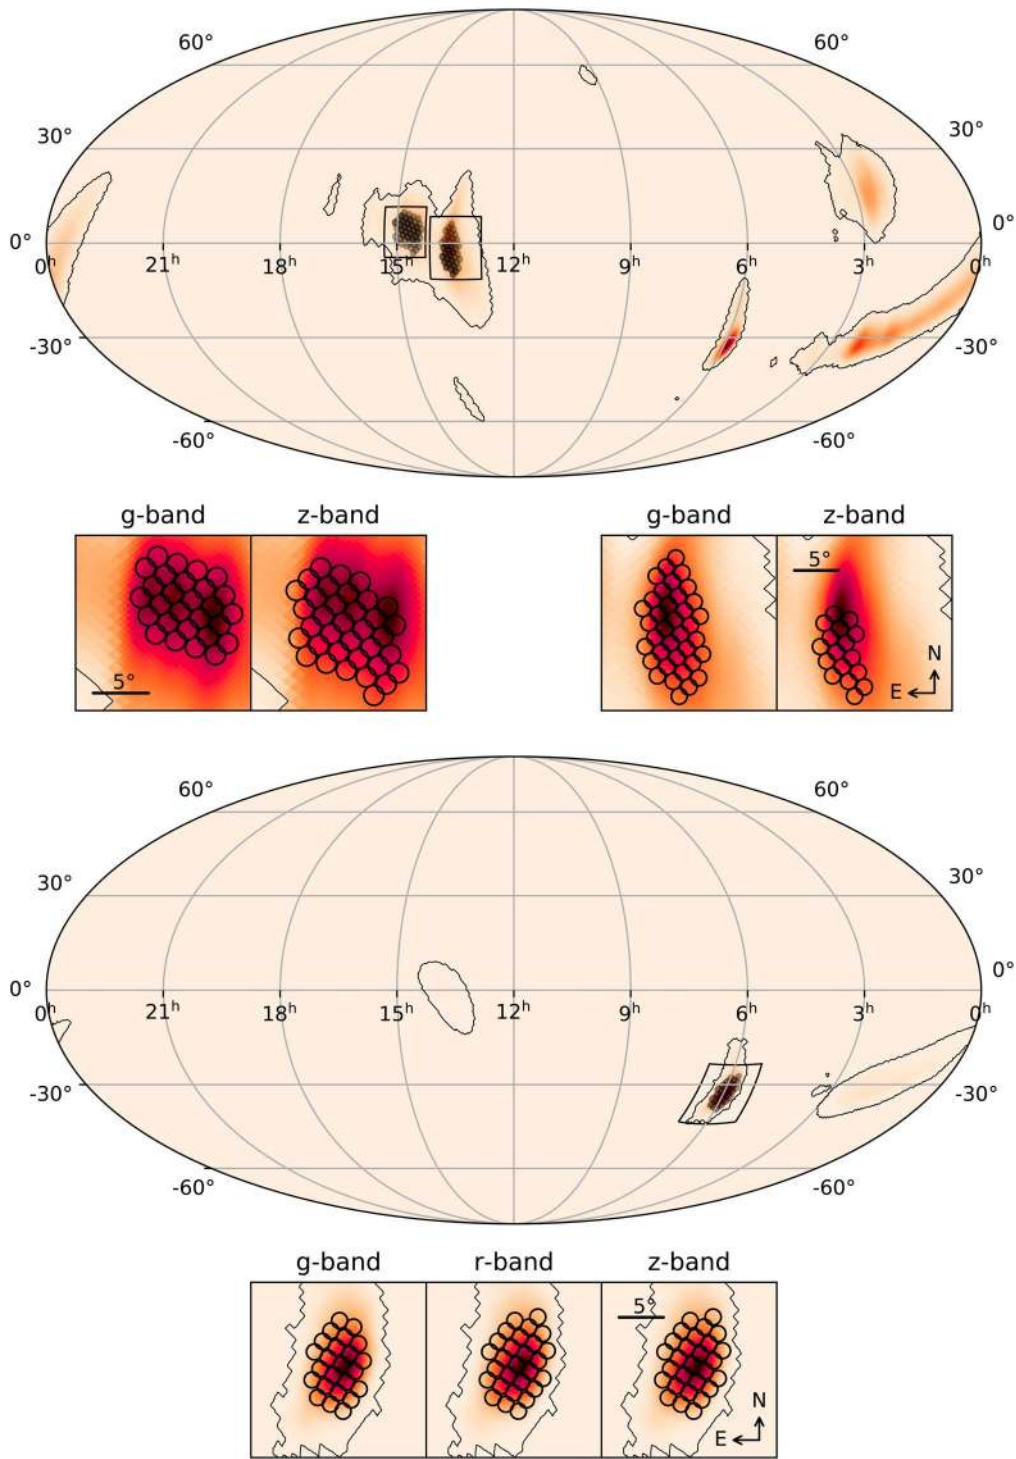 60° 60°
30° 30°
0° 0°
0ʰ 21ʰ 18ʰ 15ʰ 12ʰ 9ʰ 6ʰ 3ʰ 0ʰ
-30° -30°
-60° -60°
g-band z-band g-band z-band
5°
5°
N
E
60° 60°
30° 30°
0° 0°
0ʰ 21ʰ 18ʰ 15ʰ 12ʰ 9ʰ 6ʰ 3ʰ 0ʰ
-30° -30°
-60° -60°
g-band r-band z-band
5°
N
E